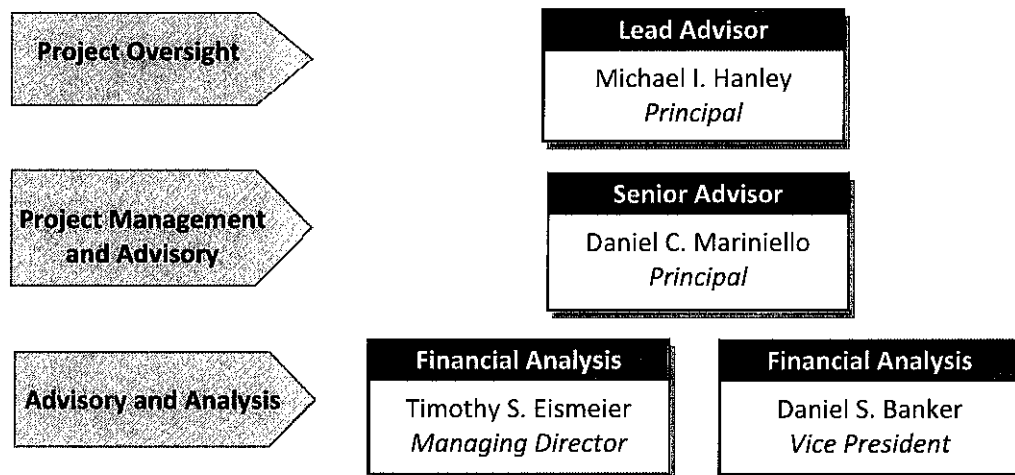 Project Oversight
Lead Advisor
Michael I. Hanley
Principal
Project Management
and Advisory
Senior Advisor
Daniel C. Mariniello
Principal
Advisory and Analysis
Financial Analysis
Timothy S. Eismeier
Managing Director
Financial Analysis
Daniel S. Banker
Vice President